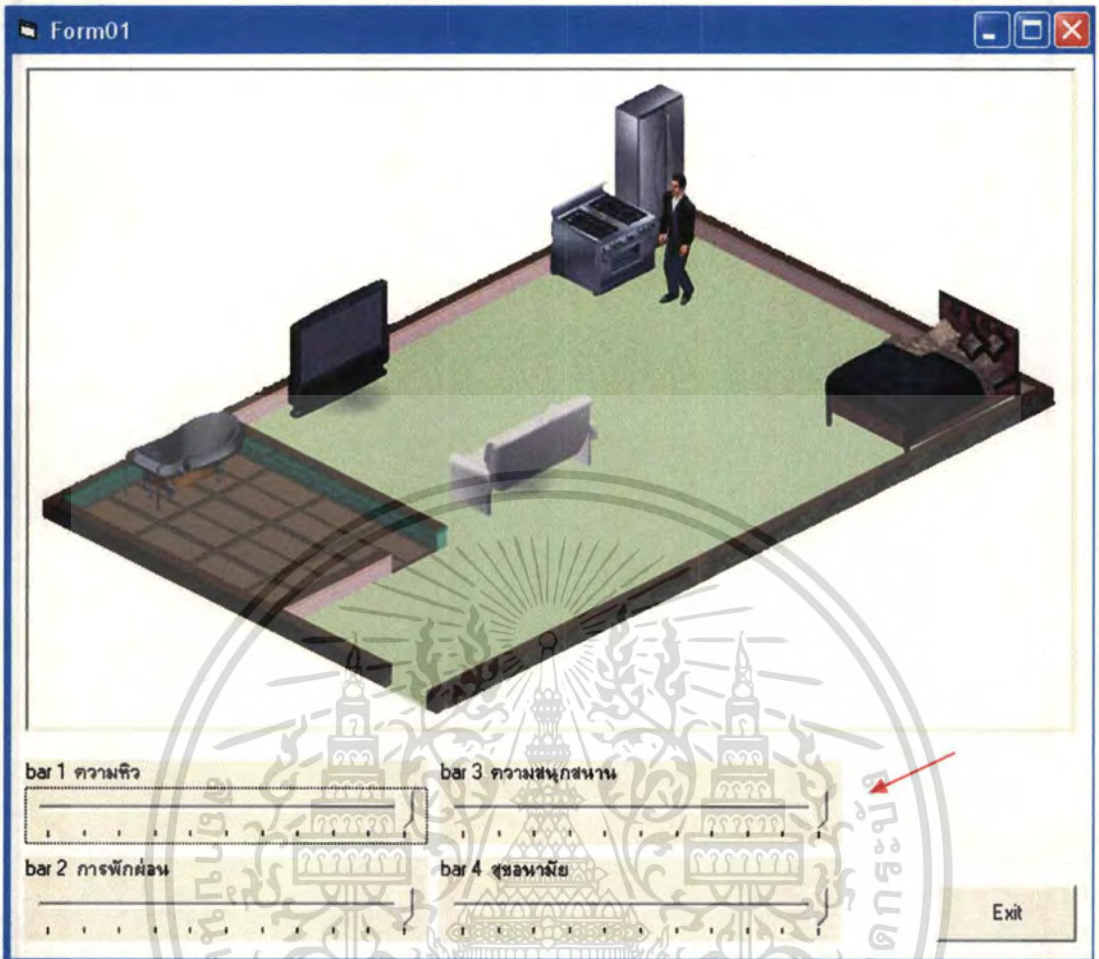 Form01
bar 1 ความหิว
bar 3 ความสนุกสนาน
bar 2 การพักผ่อน
bar 4 สุขอนามัย
Exit